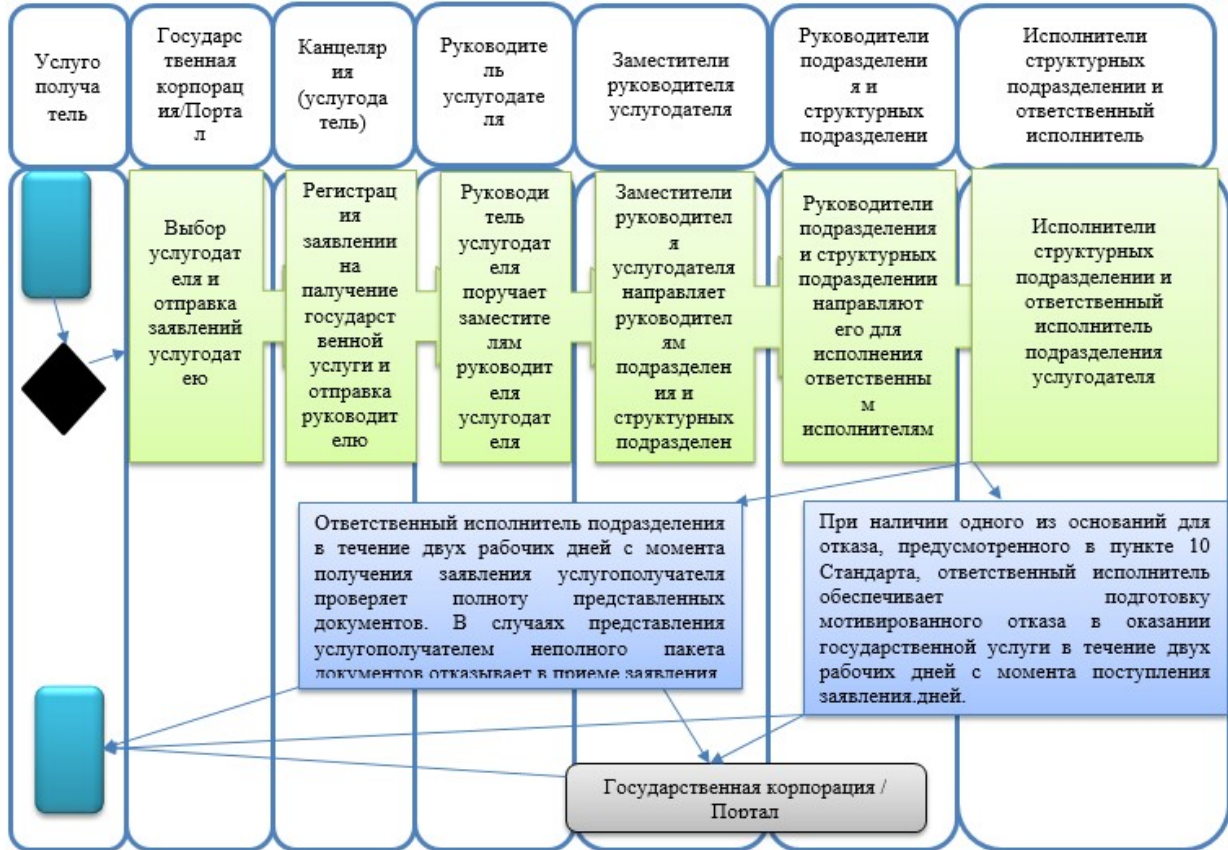 Услуго
получа
тель
Государс
твенная
корпорац
ия/Порта
л
Канцеляр
ия
(услугода
тель)
Руководите
ль
услугодате
ля
Заместители
руководителя
услугодателя
Руководители
подразделени
я и
структурных
подразделени
Исполнители
структурных
подразделении и
ответственный
исполнитель
Выбор
услугодат
еля и
отправка
заявлений
услугодат
ею
Регистрац
ия
заявлении
на
палучение
государст
венной
услуги и
отправка
руководит
елю
Руководи
тель
услугодат
еля
поручает
заместите
лям
руководит
еля
услугодат
еля
Заместители
руководител
я
услугодателя
направляет
руководител
ям
подразделен
ия и
структурных
подразделен
Руководители
подразделения
и структурных
подразделении
направляют
его для
исполнения
ответственны
м
исполнителям
Исполнители
структурных
подразделении и
ответственный
исполнитель
подразделения
услугодателя
Ответственный исполнитель подразделения
в течение двух рабочих дней с момента
получения заявления услугополучателя
проверяет полноту представленных
документов. В случаях представления
услугополучателем неполного пакета
документов отказывает в приеме заявления
При наличии одного из оснований для
отказа, предусмотренного в пункте 10
Стандарта, ответственный исполнитель
обеспечивает подготовку
мотивированного отказа в оказании
государственной услуги в течение двух
рабочих дней с момента поступления
заявления.дней.
Государственная корпорация /
Портал